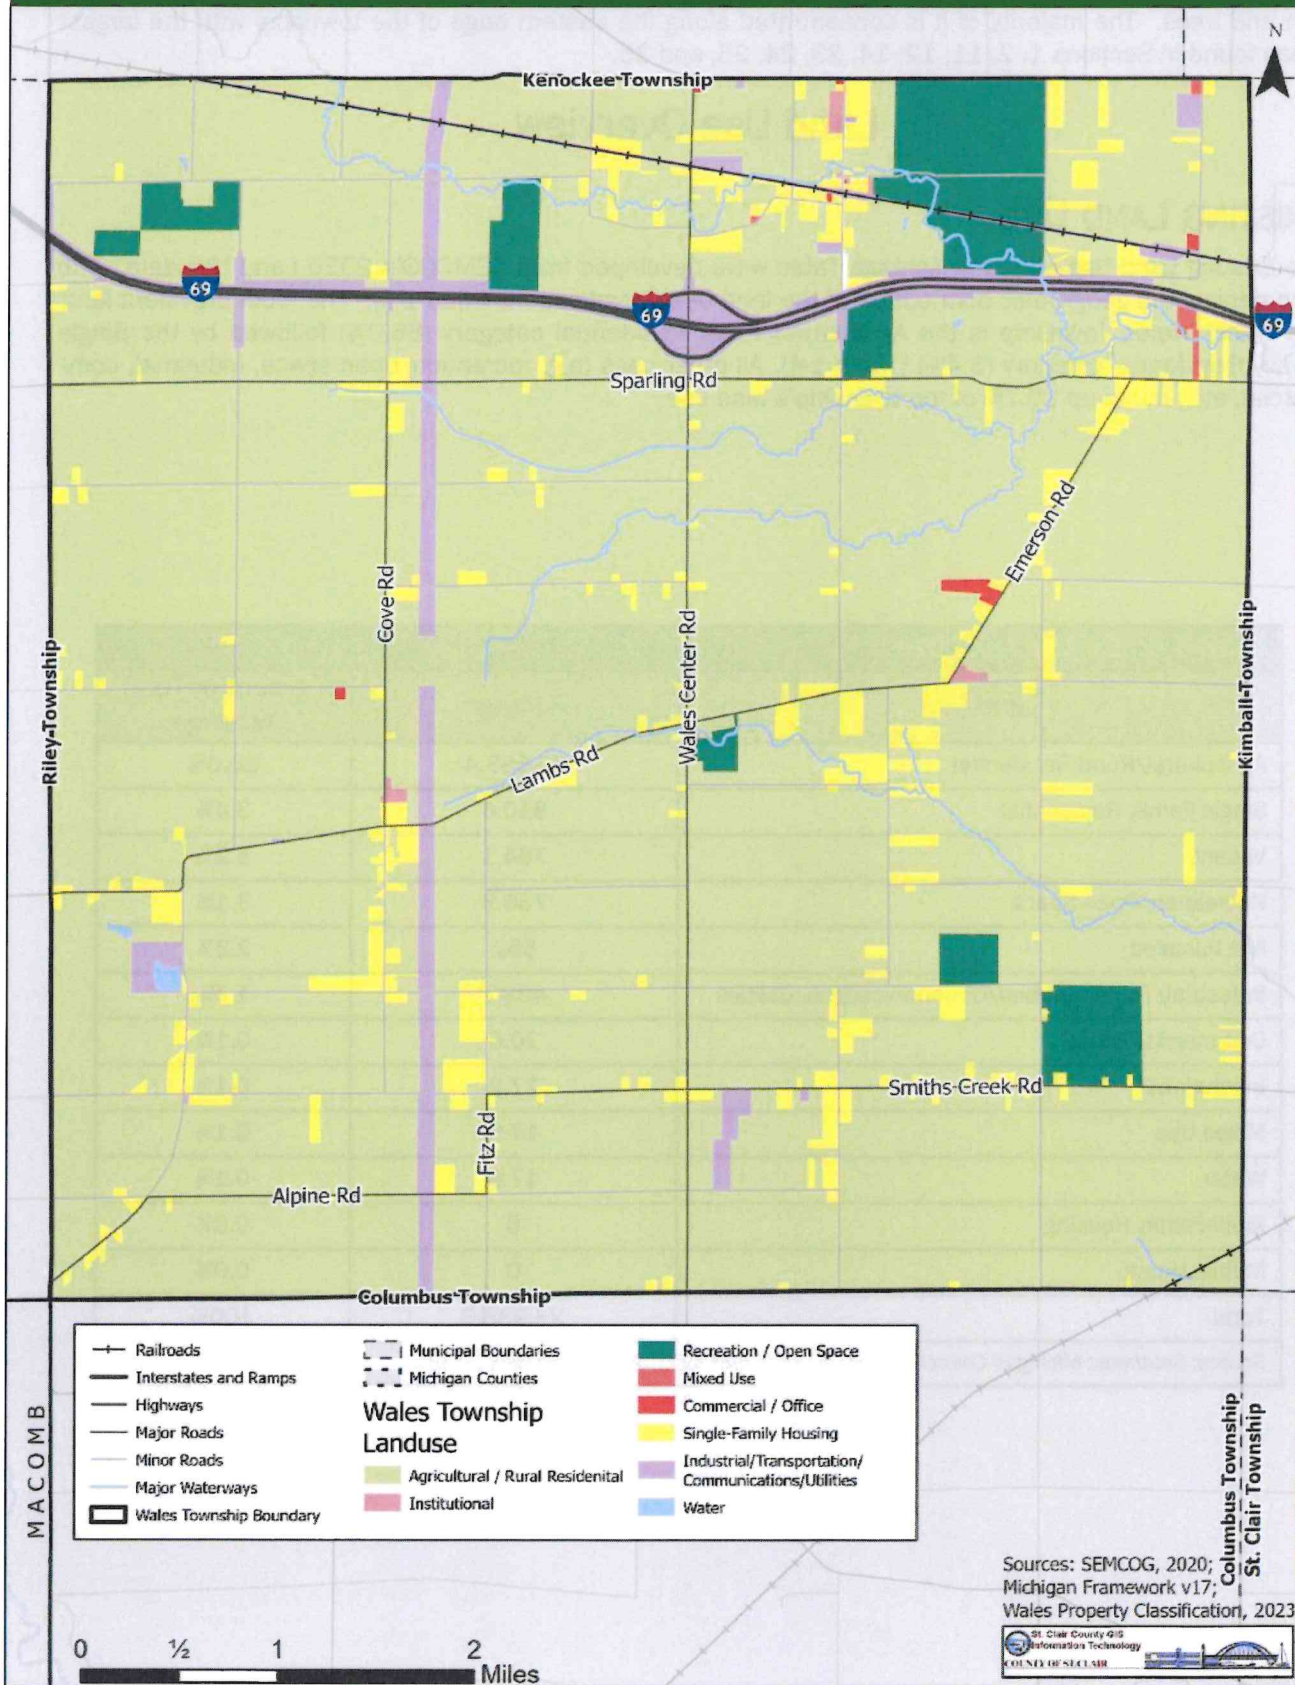 N
Kenockee Township
69
69
69
Sparling Rd
Emerson Rd
Cove Rd
Wales Center Rd
Riley Township
Kimball Township
Lambs Rd
Smiths Creek Rd
Fitz Rd
Alpine Rd
Columbus Township
Railroads
Interstates and Ramps
Highways
Major Roads
Minor Roads
Major Waterways
Wales Township Boundary
Municipal Boundaries
Michigan Counties
Wales Township
Landuse
Agricultural / Rural Residenital
Institutional
Recreation / Open Space
Mixed Use
Commercial / Office
Single-Family Housing
Industrial/Transportation/
Communications/Utilities
Water
MACOMB
Columbus Township
St. Clair Township
Sources: SEMCOG, 2020;
Michigan Framework v17;
Wales Property Classification, 2023
St. Clair County GIS
Information Technology
COUNTY OF ST.CLAIR
0 ½ 1 2
Miles